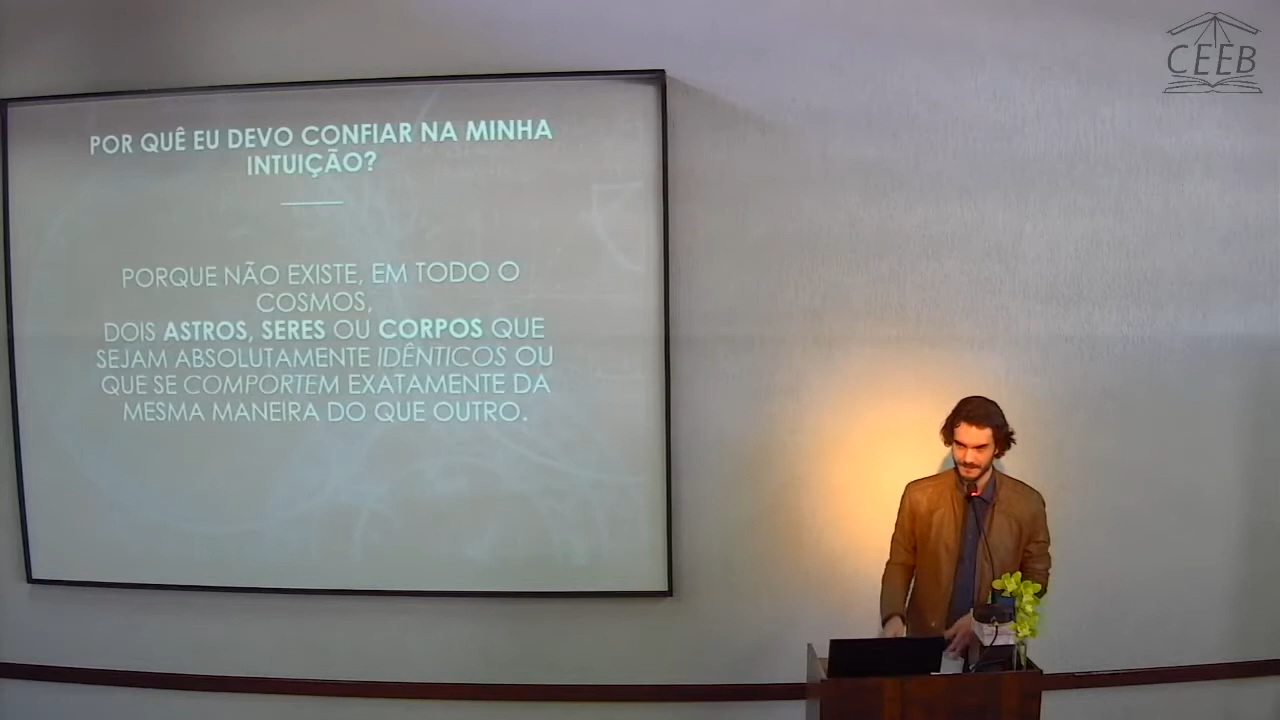 CEEB
POR QUÊ EU DEVO CONFIAR NA MINHA
INTUIÇÃO?
PORQUE NÃO EXISTE, EM TODO O
COSMOS,
DOIS ASTROS, SERES OU CORPOS QUE
SEJAM ABSOLUTAMENTE IDÊNTICOS OU
QUE SE COMPORTEM EXATAMENTE DA
MESMA MANEIRA DO QUE OUTRO.